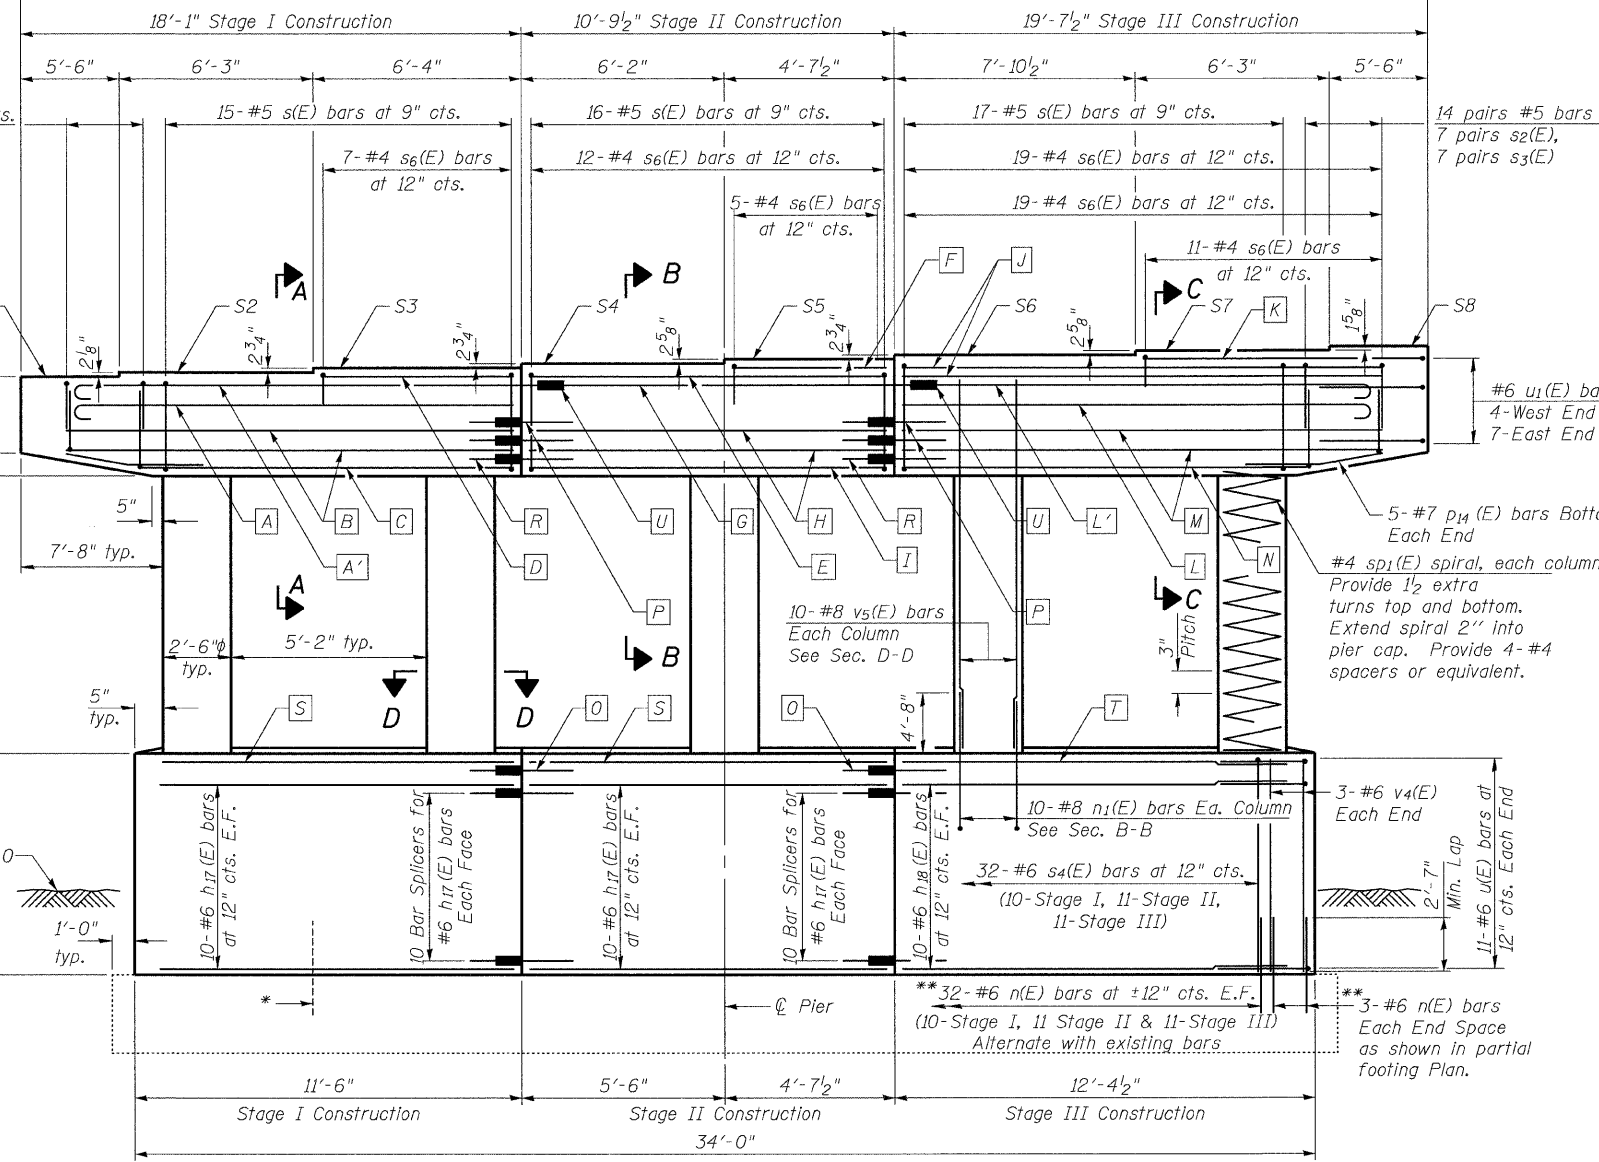 18'-1" Stage I Construction
10'-9½" Stage II Construction
19'-7½" Stage III Construction
5'-6"
6'-3"
6'-4"
6'-2"
4'-7½"
7'-10½"
6'-3"
5'-6"
s.
15-#5 s(E) bars at 9" cts.
16-#5 s(E) bars at 9" cts.
17-#5 s(E) bars at 9" cts.
14 pairs #5 bars
7 pairs s2(E),
7 pairs s3(E)
7-#4 s6(E) bars
at 12" cts.
12-#4 s6(E) bars at 12" cts.
19-#4 s6(E) bars at 12" cts.
5-#4 s6(E) bars
at 12" cts.
19-#4 s6(E) bars at 12" cts.
11-#4 s6(E) bars
at 12" cts.
A
B
C
F
J
K
S2
S3
S4
S5
S6
S7
S8
2⅛"
2¾"
2¾"
2⅝"
2¾"
2⅝"
1⅝"
#6 u1(E) ba
4-West End
7-East End
5"
A
B
C
R
U
G
H
R
U
L'
M
5-#7 p14 (E) bars Botto
Each End
7'-8" typ.
A'
D
E
I
L
N
#4 sp1(E) spiral, each column
Provide 1½ extra
turns top and bottom.
Extend spiral 2" into
pier cap. Provide 4-#4
spacers or equivalent.
A
P
10-#8 v5(E) bars
Each Column
See Sec. D-D
P
C
2'-6"ϕ
typ.
5'-2" typ.
B
3"
Pitch
5"
typ.
S
D
D
O
S
O
4'-8"
T
10-#6 h17(E) bars
at 12" cts. E.F.
10 Bar Splicers for
#6 h17(E) bars
Each Face
10-#6 h17(E) bars
at 12" cts. E.F.
10 Bar Splicers for
#6 h17(E) bars
Each Face
10-#6 h18(E) bars
at 12" cts. E.F.
10-#8 n1(E) bars Ea. Column
See Sec. B-B
3-#6 v4(E)
Each End
32-#6 s4(E) bars at 12" cts.
(10-Stage I, 11-Stage II,
11-Stage III)
2'-7"
Min. Lap
11-#6 u(E) bars at
12" cts. Each End
0
1'-0"
typ.
*
℄ Pier
**32-#6 n(E) bars at ±12" cts. E.F.
(10-Stage I, 11 Stage II & 11-Stage III)
Alternate with existing bars
**
3-#6 n(E) bars
Each End Space
as shown in partial
footing Plan.
11'-6"
5'-6"
4'-7½"
12'-4½"
Stage I Construction
Stage II Construction
Stage III Construction
34'-0"